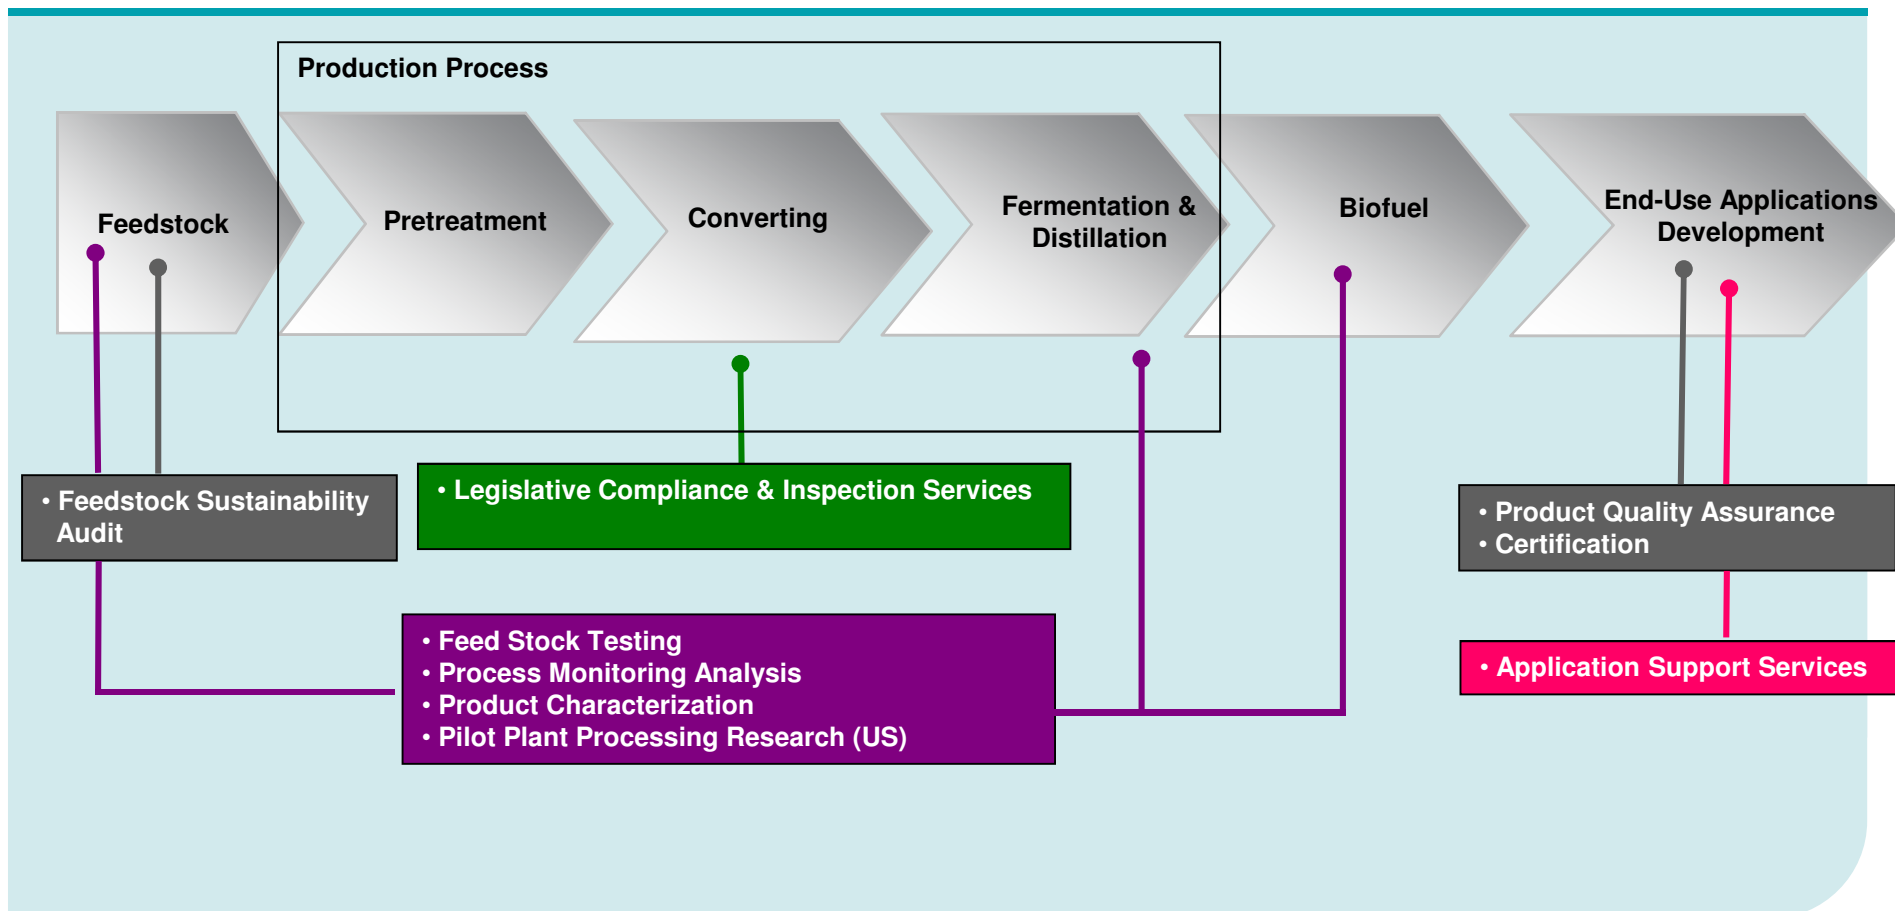 Production Process
Feedstock
Pretreatment
Converting
Fermentation &
Distillation
Biofuel
End-Use Applications
Development
• Feedstock Sustainability
Audit
• Legislative Compliance & Inspection Services
• Product Quality Assurance
• Certification
• Feed Stock Testing
• Process Monitoring Analysis
• Product Characterization
• Pilot Plant Processing Research (US)
• Application Support Services